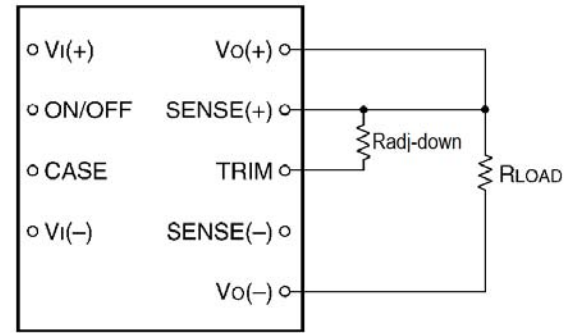 VI(+) VO(+)
ON/OFF SENSE(+)
Radj-down
CASE TRIM
RLOAD
VI(–) SENSE(–)
VO(–)